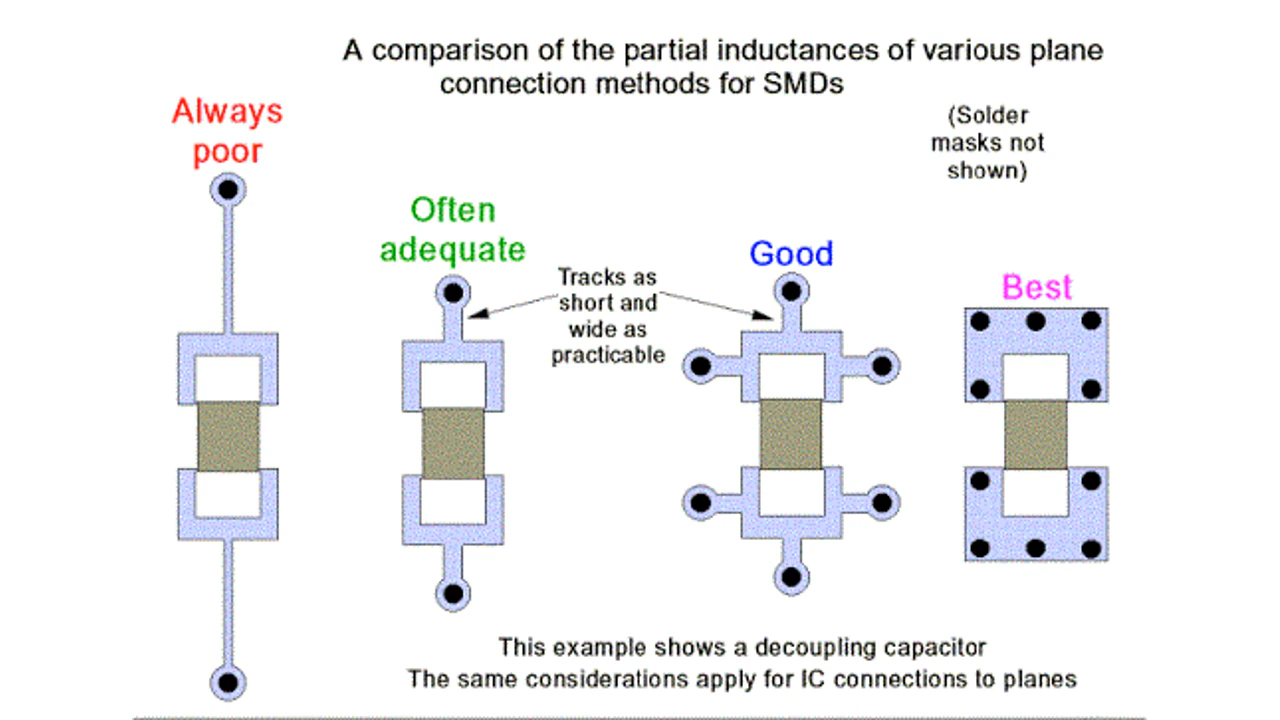 A comparison of the partial inductances of various plane
connection methods for SMDs
Always
poor
(Solder
masks not
shown)
Often
adequate
Good
Tracks as
short and
wide as
practicable
Best
This example shows a decoupling capacitor
The same considerations apply for IC connections to planes